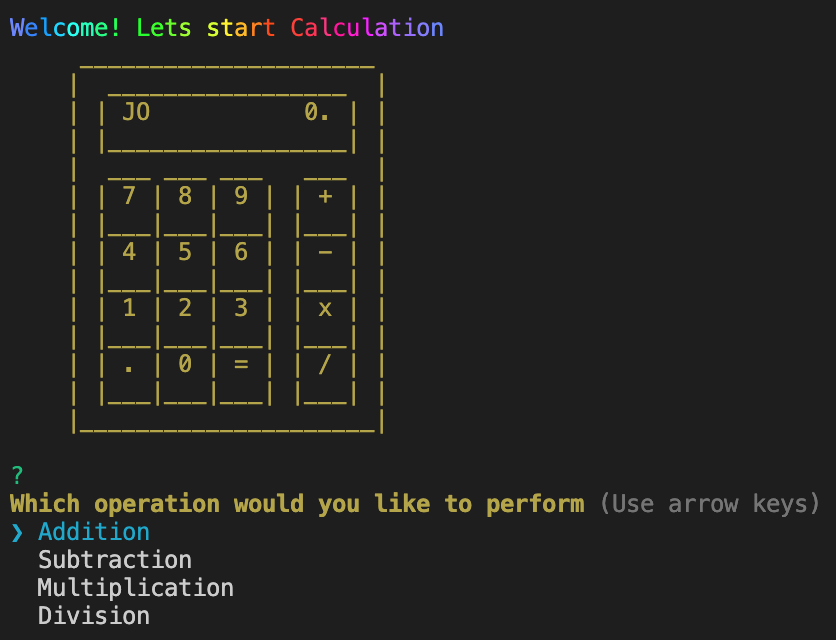 Welcome! Lets start Calculation
JO 0.
7 8 9 +
4 5 6 -
1 2 3 x
. 0 = /
?
Which operation would you like to perform (Use arrow keys)
❯ Addition
Subtraction
Multiplication
Division